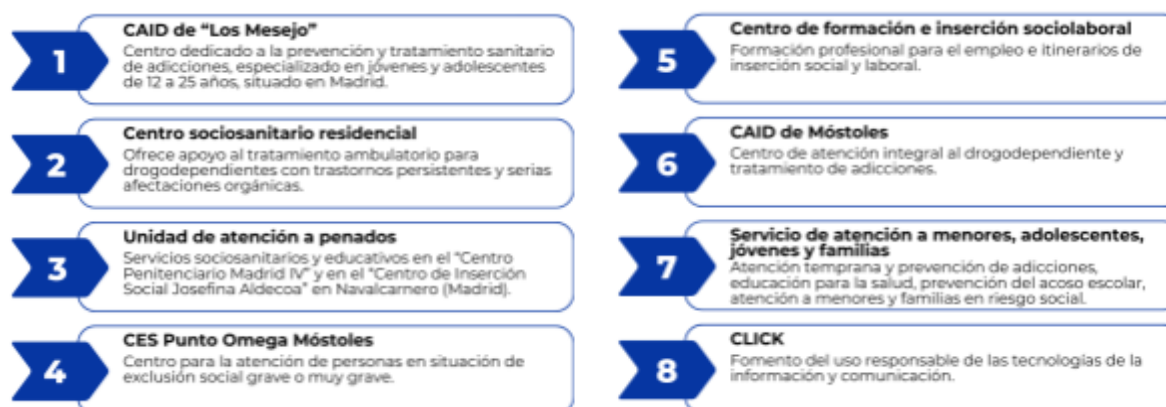 1
CAID de “Los Mesejo”
Centro dedicado a la prevención y tratamiento sanitario
de adicciones, especializado en jóvenes y adolescentes
de 12 a 25 años, situado en Madrid.
2
Centro sociosanitario residencial
Ofrece apoyo al tratamiento ambulatorio para
drogodependientes con trastornos persistentes y serias
afectaciones orgánicas.
3
Unidad de atención a penados
Servicios sociosanitarios y educativos en el “Centro
Penitenciario Madrid IV” y en el “Centro de Inserción
Social Josefina Aldecoa” en Navalcarnero (Madrid).
4
CES Punto Omega Móstoles
Centro para la atención de personas en situación de
exclusión social grave o muy grave.
5
Centro de formación e inserción sociolaboral
Formación profesional para el empleo e itinerarios de
inserción social y laboral.
6
CAID de Móstoles
Centro de atención integral al drogodependiente y
tratamiento de adicciones.
7
Servicio de atención a menores, adolescentes,
jóvenes y familias
Atención temprana y prevención de adicciones,
educación para la salud, prevención del acoso escolar,
atención a menores y familias en riesgo social.
8
CLICK
Fomento del uso responsable de las tecnologías de la
información y comunicación.